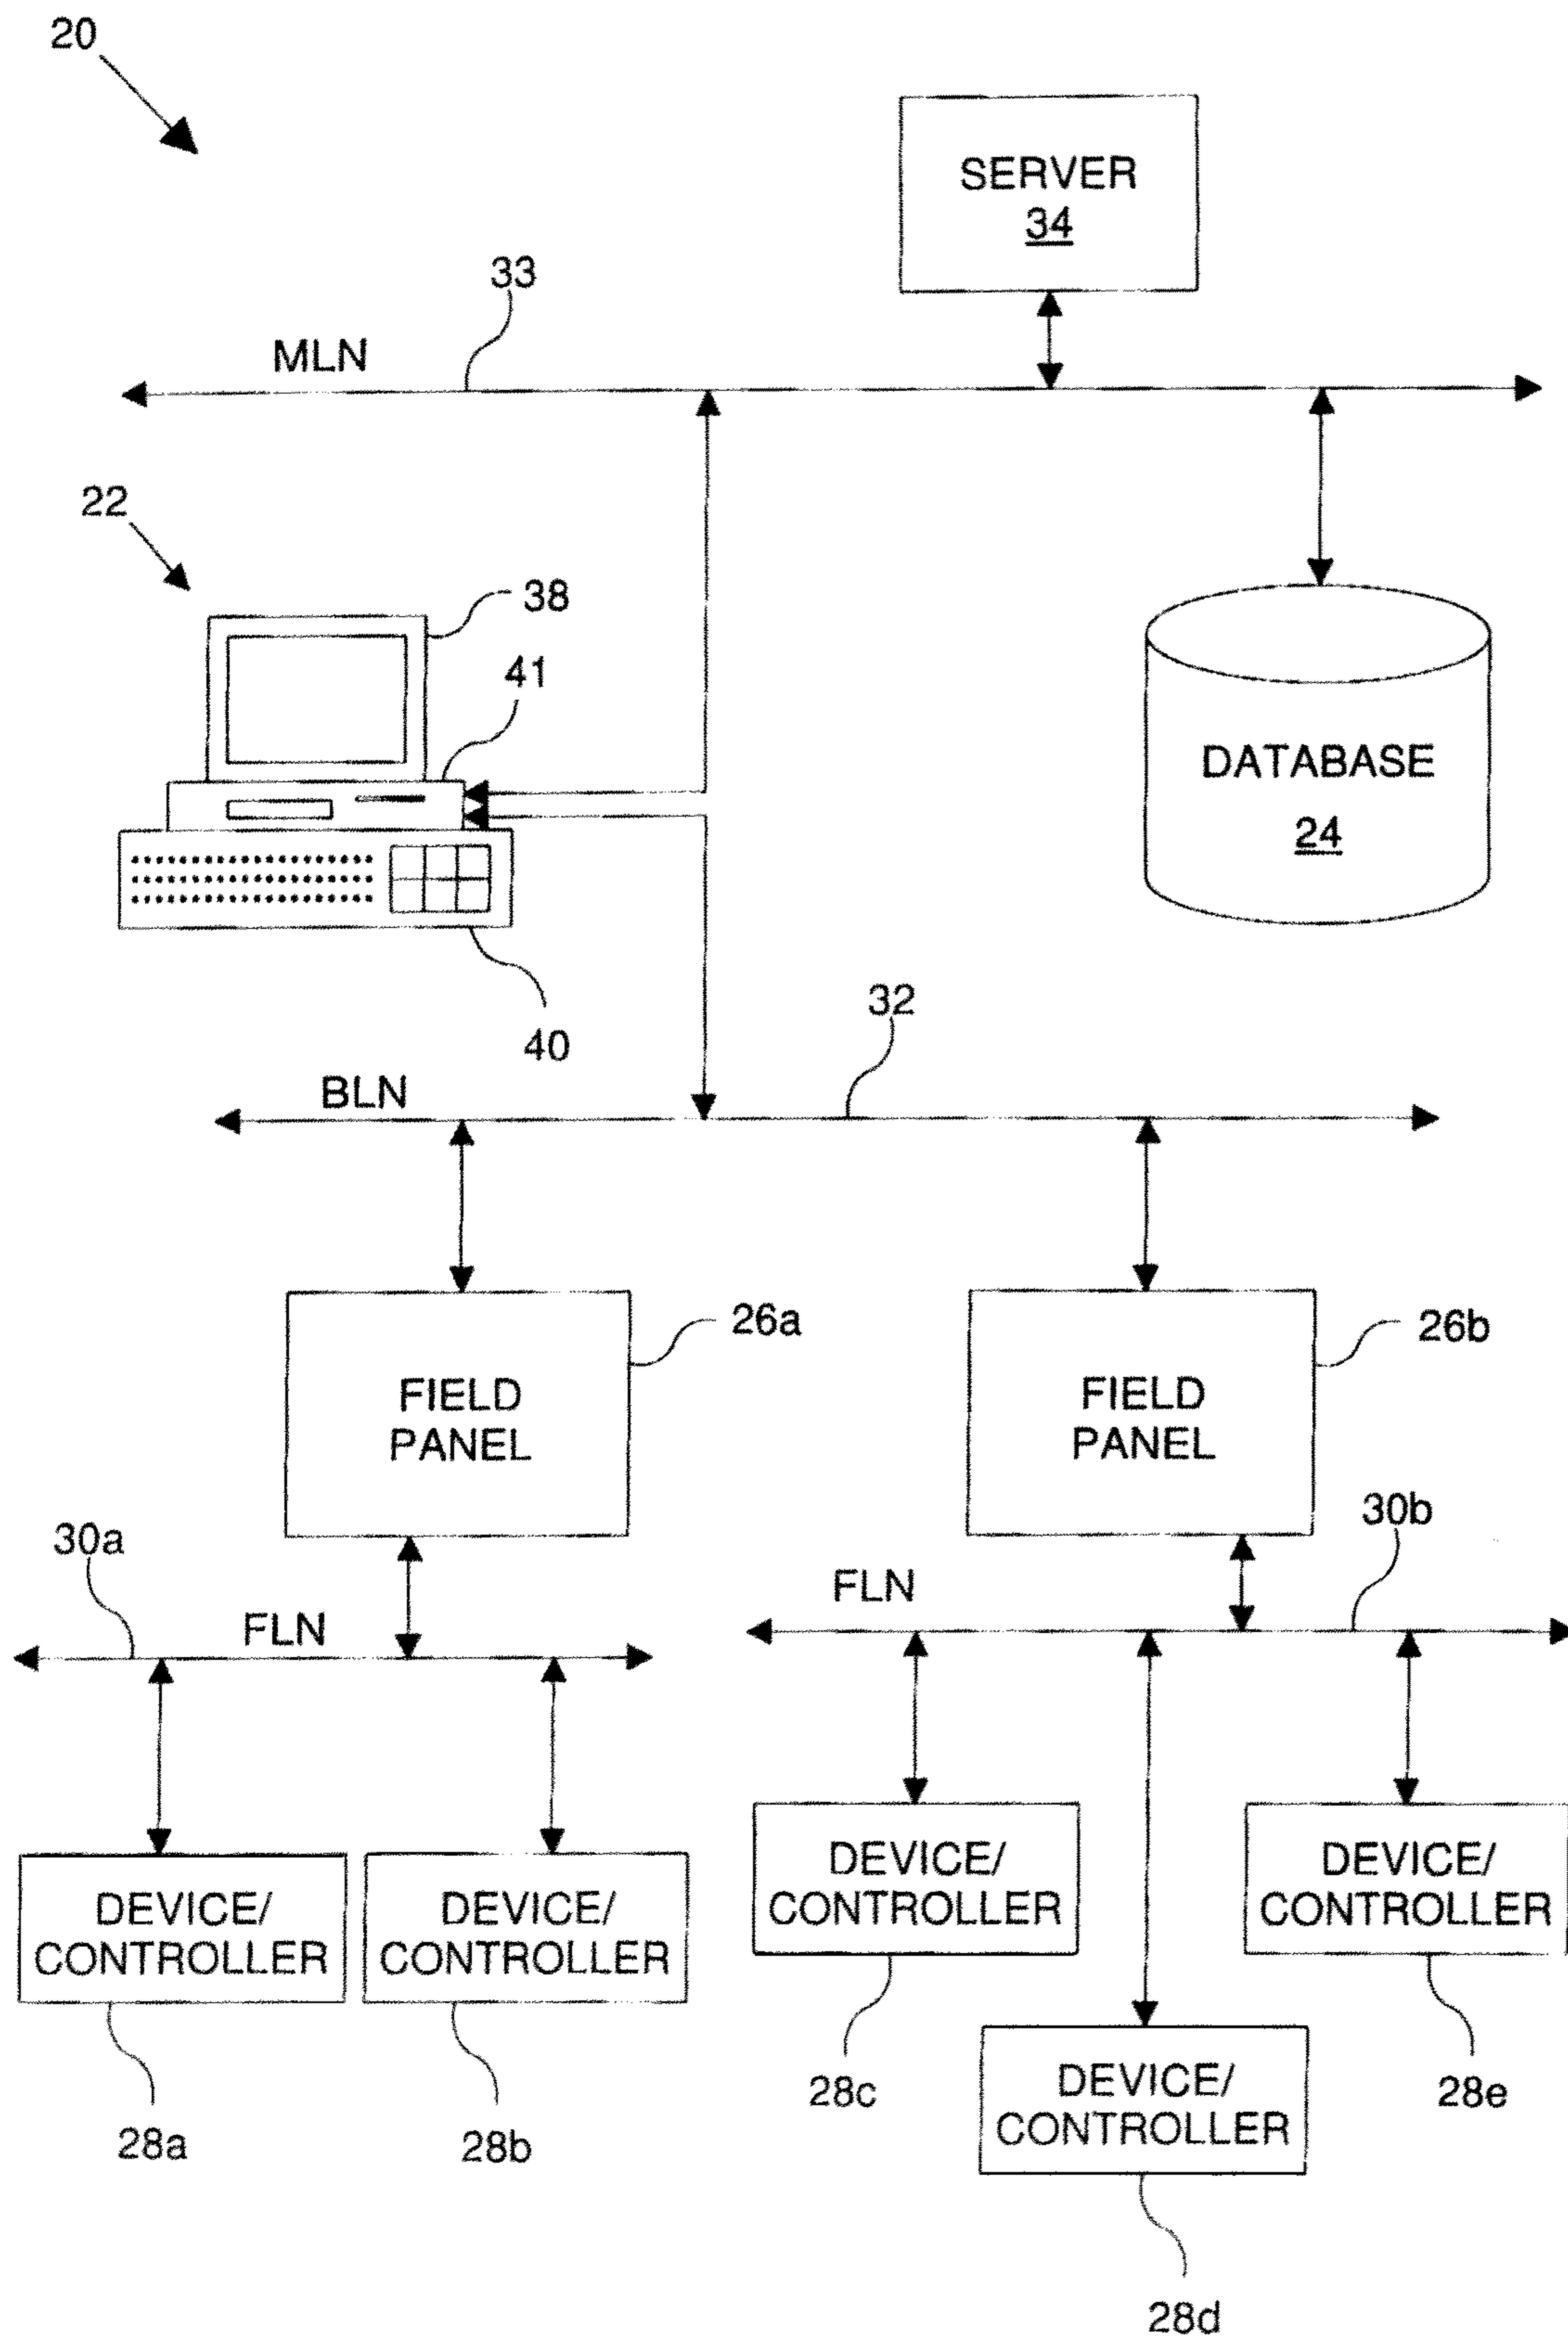 20
SERVER
34
33
MLN
22
38
41
DATABASE
24
40
32
BLN
26a
26b
FIELD
PANEL
FIELD
PANEL
30a
30b
FLN
FLN
DEVICE/
CONTROLLER
DEVICE/
CONTROLLER
DEVICE/
CONTROLLER
DEVICE/
CONTROLLER
DEVICE/
CONTROLLER
28a
28b
28c
28d
28e